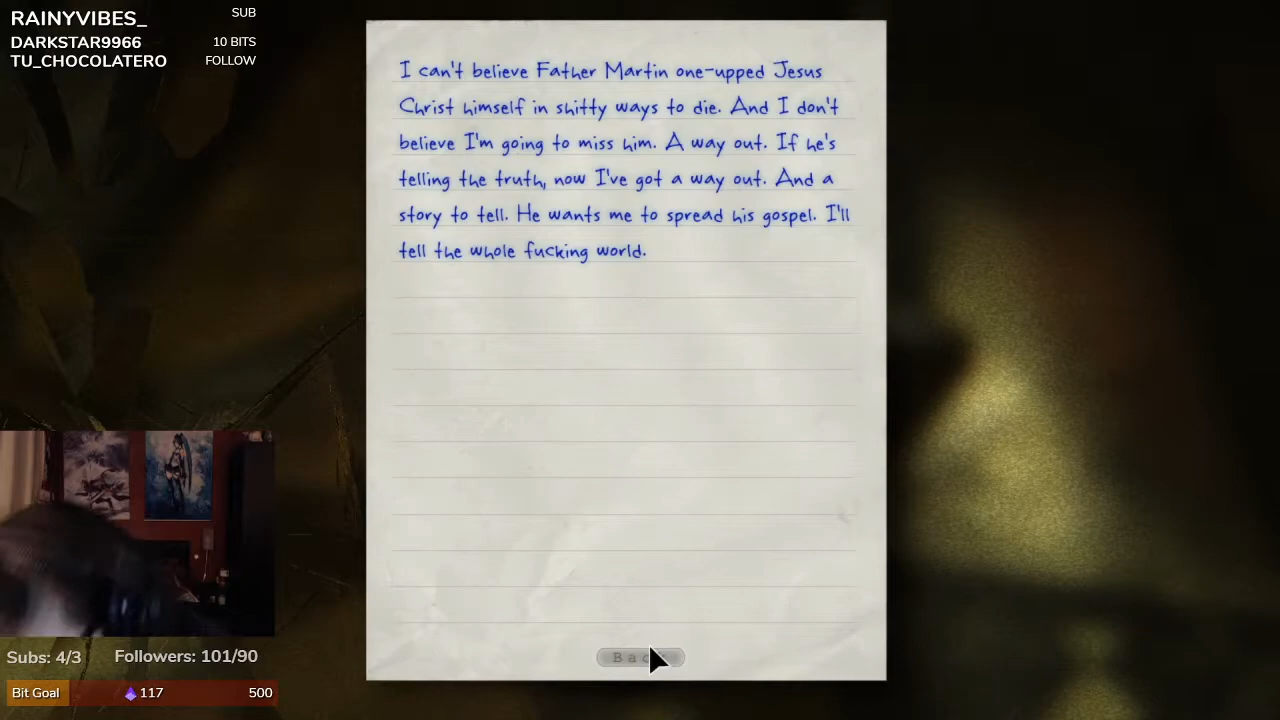 RAINYVIBES_ SUB
DARKSTAR9966 10 BITS
TU_CHOCOLATERO FOLLOW
I can't believe Father Martin one-upped Jesus
Christ himself in shitty ways to die. And I don't
believe I'm going to miss him. A way out. If he's
telling the truth, now I've got a way out. And a
story to tell. He wants me to spread his gospel. I'll
tell the whole fucking world.
Back
Subs: 4/3 Followers: 101/90
Bit Goal 117 500